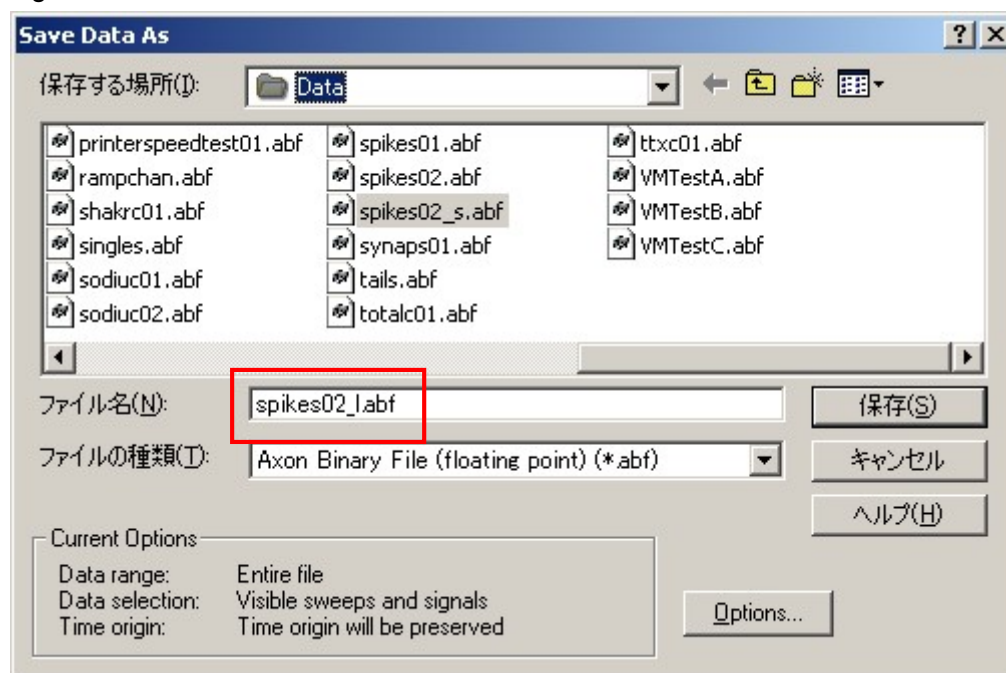 Save Data As
保存する場所(I):
Data
printerspeedtest01.abf
rampchan.abf
shakrc01.abf
singles.abf
sodiuc01.abf
sodiuc02.abf
spikes01.abf
spikes02.abf
spikes02_s.abf
synaps01.abf
tails.abf
totalc01.abf
ttxc01.abf
VMTestA.abf
VMTestB.abf
VMTestC.abf
ファイル名(N):
spikes02_l.abf
保存(S)
ファイルの種類(T):
Axon Binary File (floating point) (*.abf)
キャンセル
ヘルプ(H)
Current Options
Data range: Entire file
Data selection: Visible sweeps and signals
Time origin: Time origin will be preserved
Options...